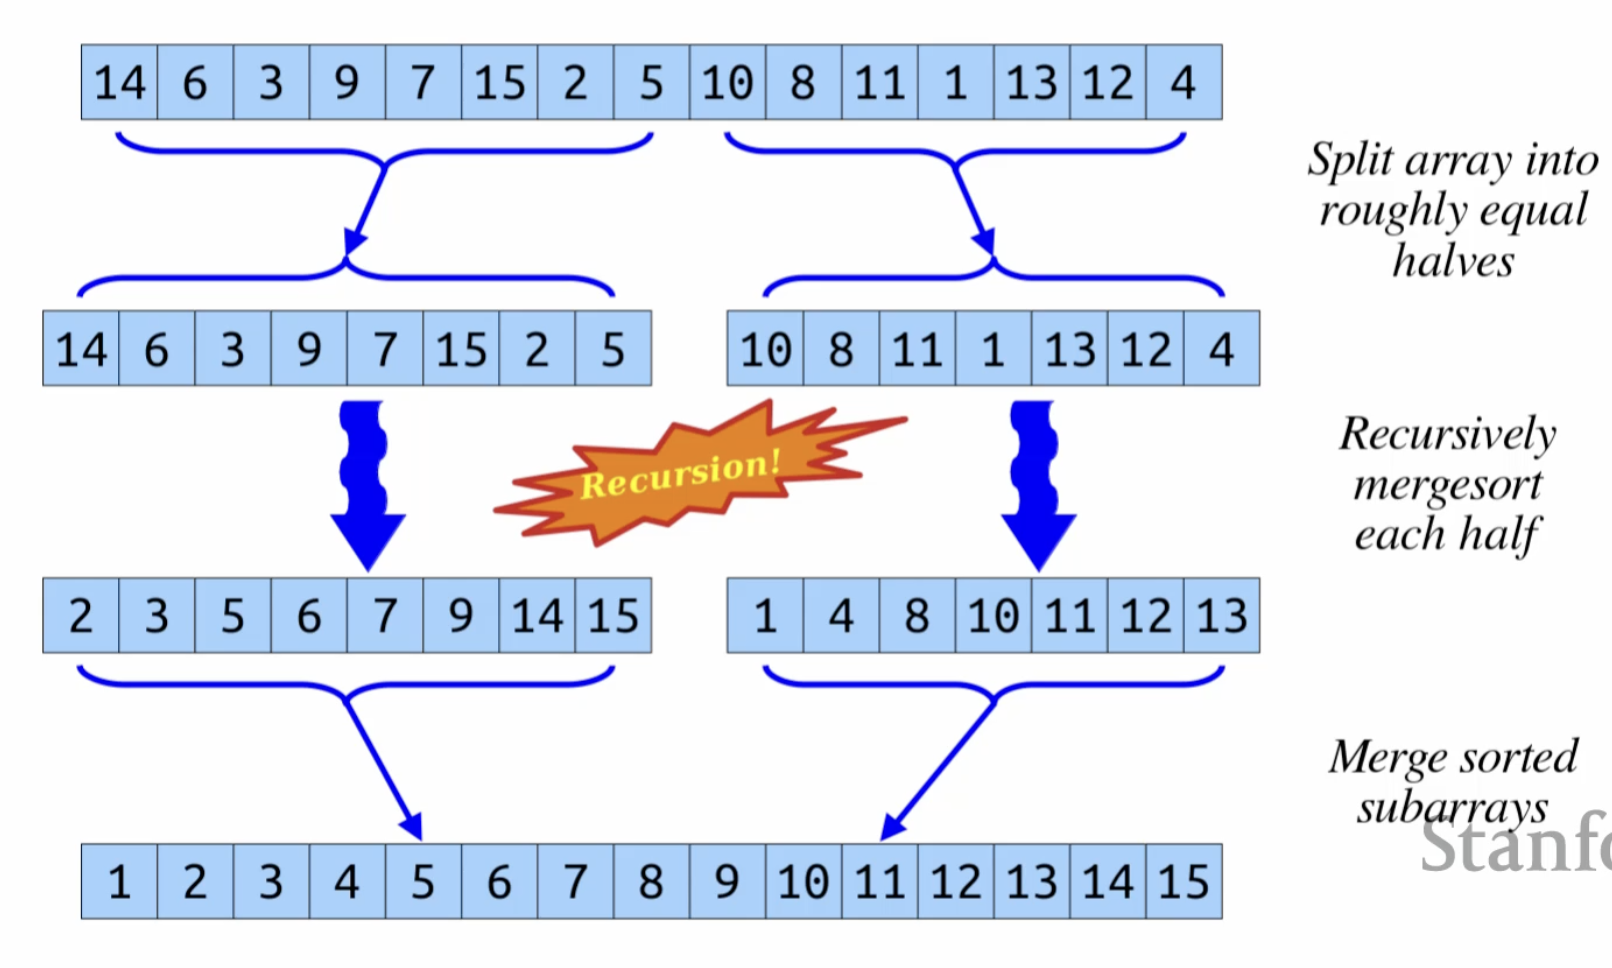 14 6 3 9 7 15 2 5 10 8 11 1 13 12 4
Split array into
roughly equal
halves
14 6 3 9 7 15 2 5
10 8 11 1 13 12 4
Recursion!
Recursively
mergesort
each half
2 3 5 6 7 9 14 15
1 4 8 10 11 12 13
Merge sorted
subarrays
Stanfo
1 2 3 4 5 6 7 8 9 10 11 12 13 14 15